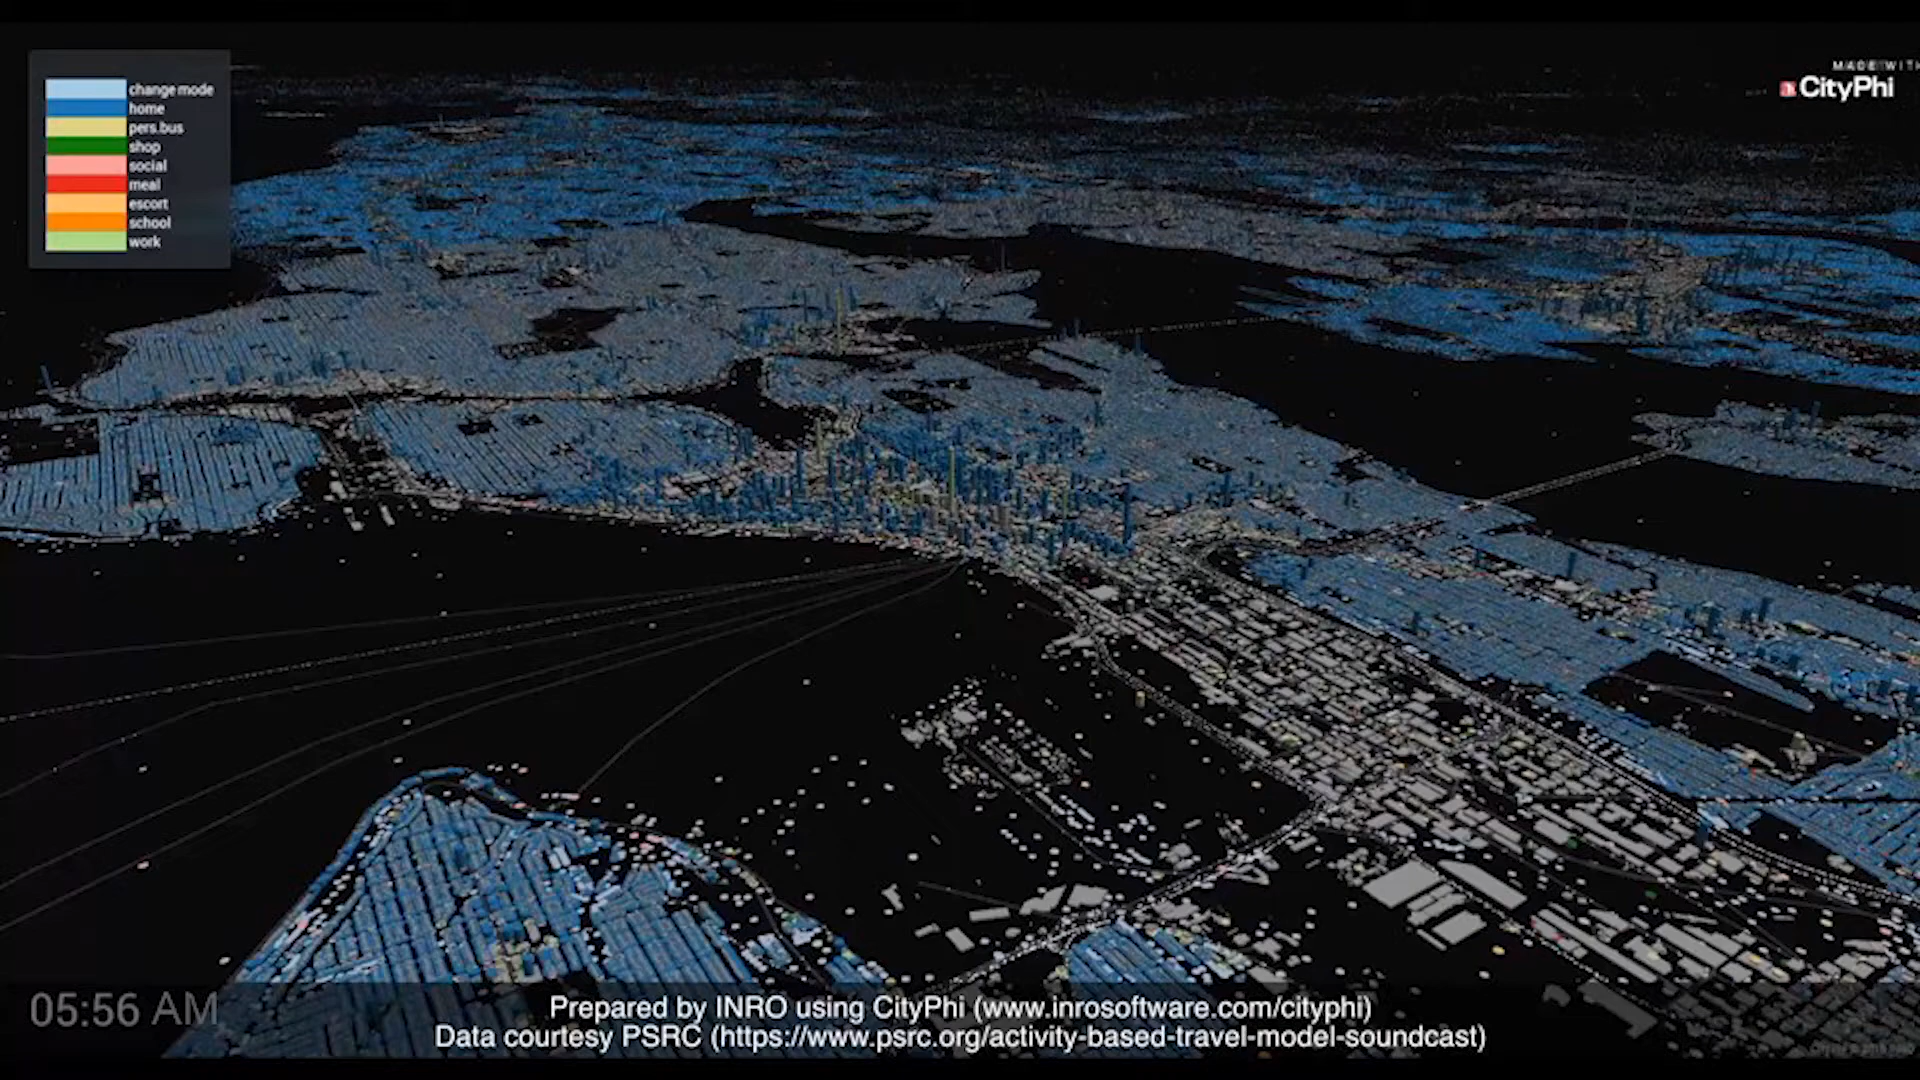 change mode
home
pers.bus
shop
social
meal
escort
school
work
MADE WITH
CityPhi
05:56 AM
Prepared by INRO using CityPhi (www.inrosoftware.com/cityphi)
Data courtesy PSRC (https://www.psrc.org/activity-based-travel-model-soundcast)